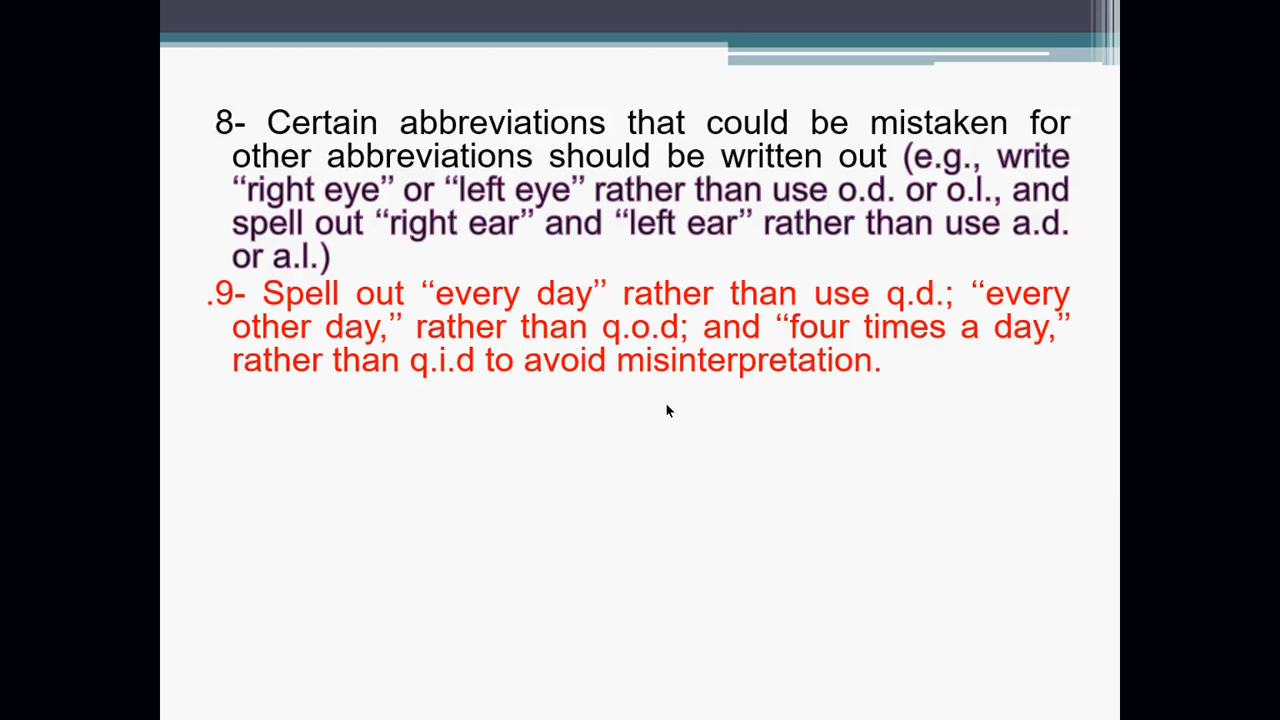 8- Certain abbreviations that could be mistaken for
other abbreviations should be written out (e.g., write
‘‘right eye’’ or ‘‘left eye’’ rather than use o.d. or o.l., and
spell out ‘‘right ear’’ and ‘‘left ear’’ rather than use a.d.
or a.l.)
.9- Spell out ‘‘every day’’ rather than use q.d.; ‘‘every
other day,’’ rather than q.o.d; and ‘‘four times a day,’’
rather than q.i.d to avoid misinterpretation.